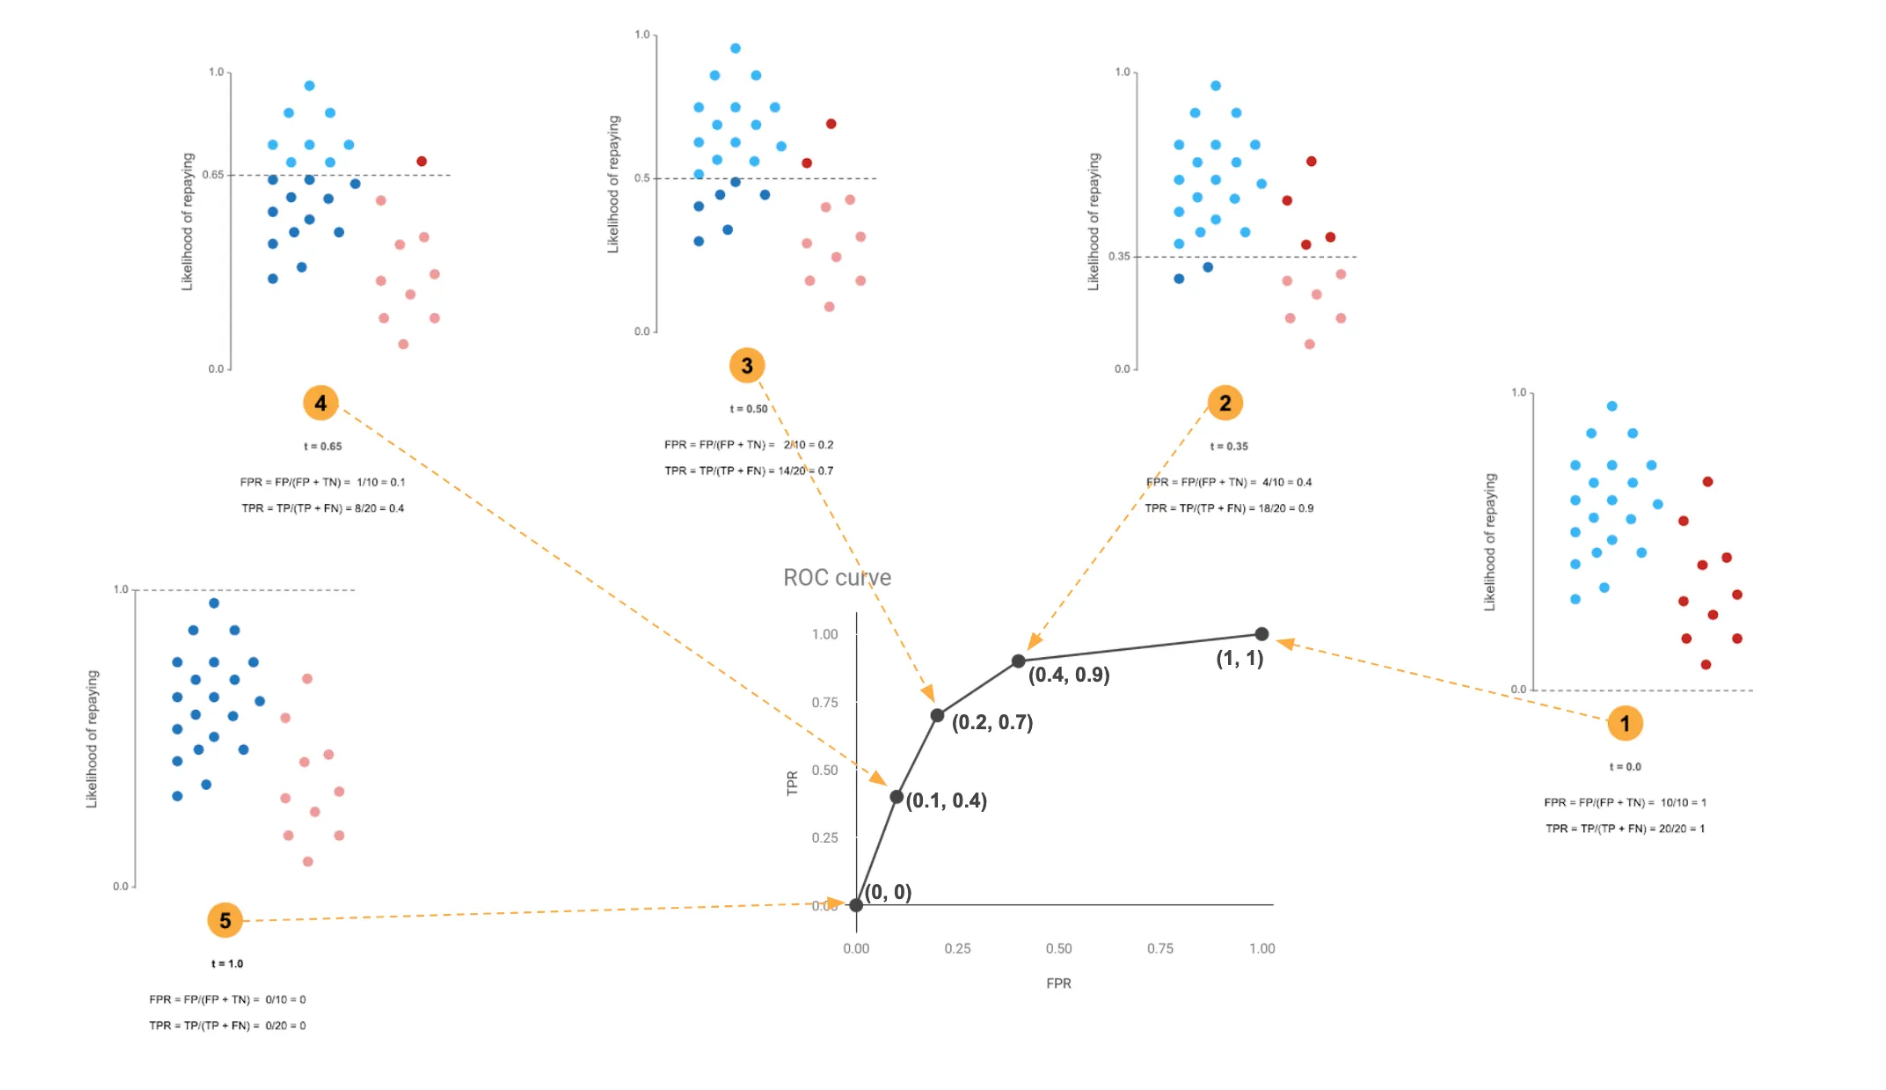 1.0
0.65
0.0
Likelihood of repaying
4
t = 0.65
FPR = FP/(FP + TN) = 1/10 = 0.1
TPR = TP/(TP + FN) = 8/20 = 0.4
1.0
0.5
0.0
Likelihood of repaying
3
t = 0.50
FPR = FP/(FP + TN) = 2/10 = 0.2
TPR = TP/(TP + FN) = 14/20 = 0.7
1.0
0.35
0.0
Likelihood of repaying
2
t = 0.35
FPR = FP/(FP + TN) = 4/10 = 0.4
TPR = TP/(TP + FN) = 18/20 = 0.9
1.0
0.0
Likelihood of repaying
1
t = 0.0
FPR = FP/(FP + TN) = 10/10 = 1
TPR = TP/(TP + FN) = 20/20 = 1
1.0
0.0
Likelihood of repaying
5
t = 1.0
FPR = FP/(FP + TN) = 0/10 = 0
TPR = TP/(TP + FN) = 0/20 = 0
ROC curve
1.00
0.75
0.50
0.25
0.00
TPR
(1, 1)
(0.4, 0.9)
(0.2, 0.7)
(0.1, 0.4)
(0, 0)
0.00 0.25 0.50 0.75 1.00
FPR